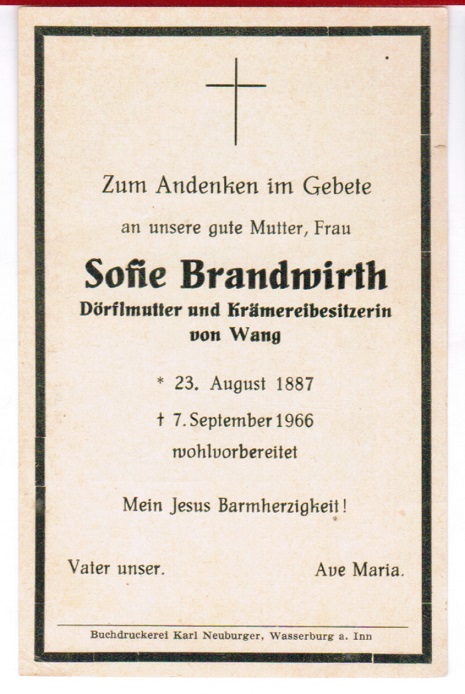 Zum Andenken im Gebete
an unsere gute Mutter, Frau
Sofie Brandwirth
Dörflmutter und Krämereibesitzerin
von Wang
* 23. August 1887
† 7. September 1966
wohlvorbereitet
Mein Jesus Barmherzigkeit!
Vater unser. Ave Maria.
Buchdruckerei Karl Neuburger, Wasserburg a. Inn